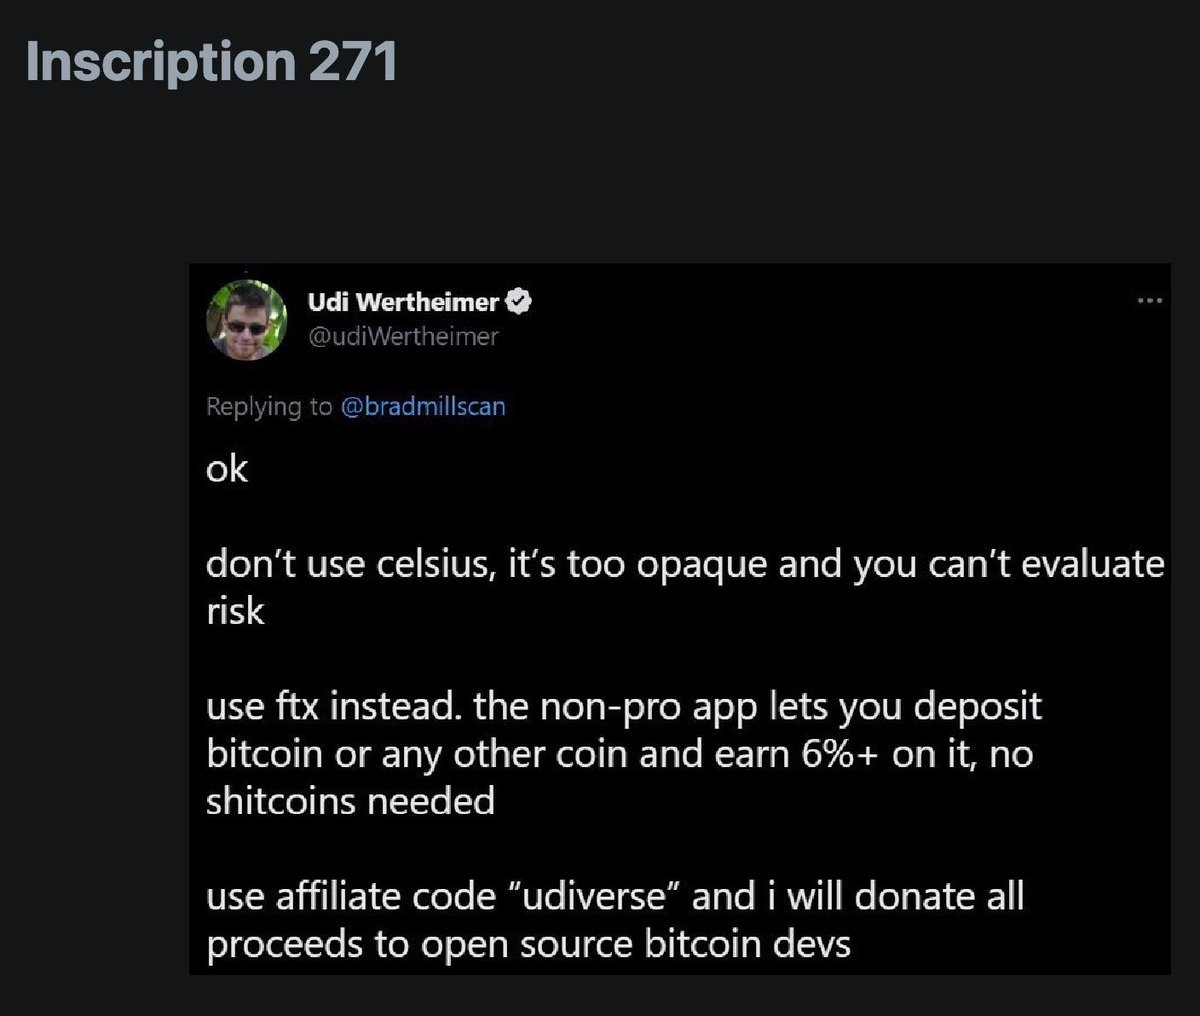 Inscription 271
Udi Wertheimer
@udiWertheimer
Replying to @bradmillscan
ok
don’t use celsius, it’s too opaque and you can’t evaluate
risk
use ftx instead. the non-pro app lets you deposit
bitcoin or any other coin and earn 6%+ on it, no
shitcoins needed
use affiliate code “udiverse” and i will donate all
proceeds to open source bitcoin devs